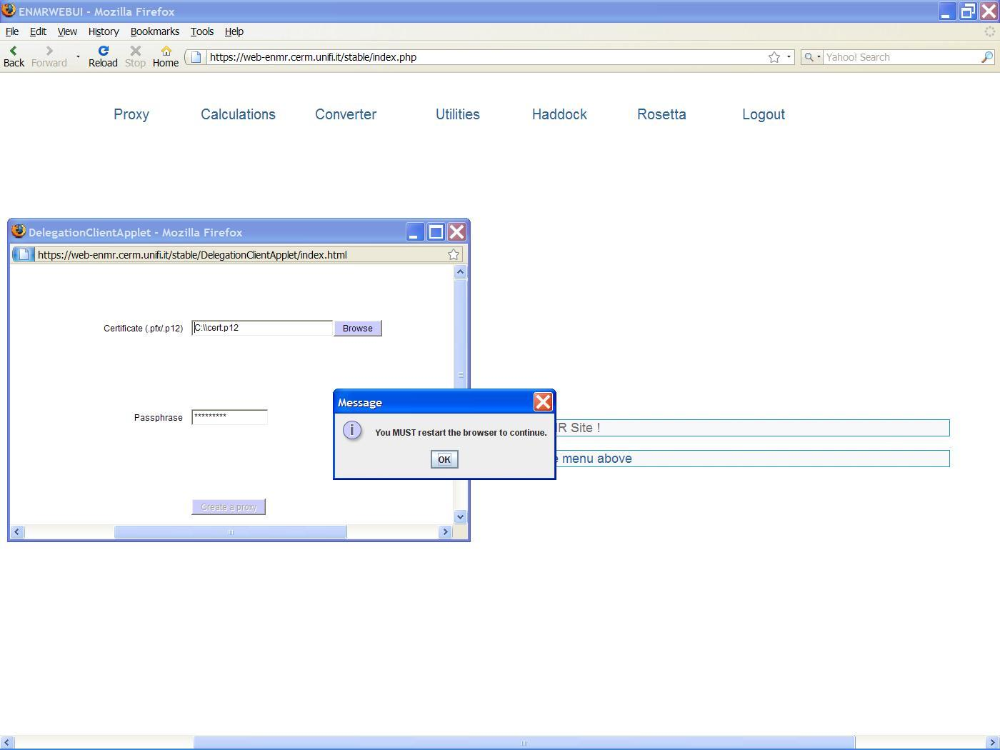 ENMRWEBUI - Mozilla Firefox
File Edit View History Bookmarks Tools Help
Back Forward Reload Stop Home https://web-enmr.cerm.unifi.it/stable/index.php Yahoo! Search
Proxy Calculations Converter Utilities Haddock Rosetta Logout
DelegationClientApplet - Mozilla Firefox
https://web-enmr.cerm.unifi.it/stable/DelegationClientApplet/index.html
Certificate (.pfx/.p12) C:\\cert.p12 Browse
Message
You MUST restart the browser to continue.
OK
Passphrase *********
Create a proxy
Site !
menu above